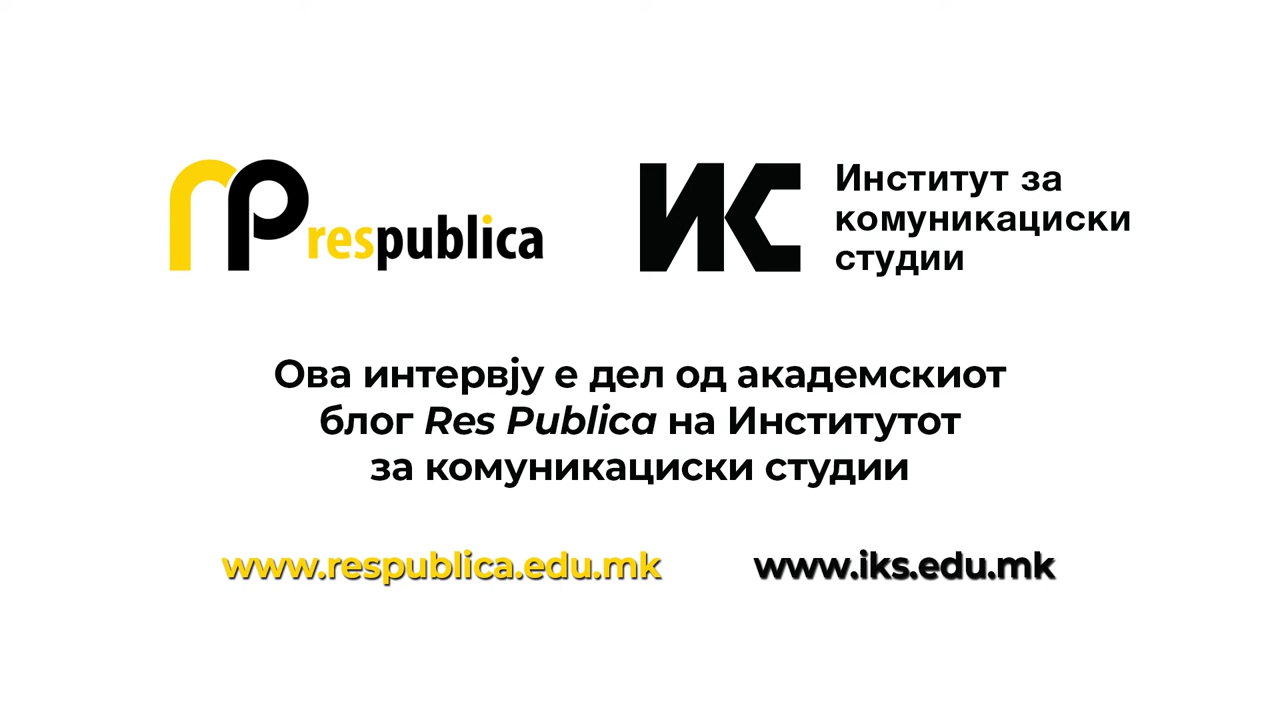 respublica
ИКС
Институт за
комуникациски
студии
Ова интервју е дел од академскиот
блог Res Publica на Институтот
за комуникациски студии
www.respublica.edu.mk
www.iks.edu.mk